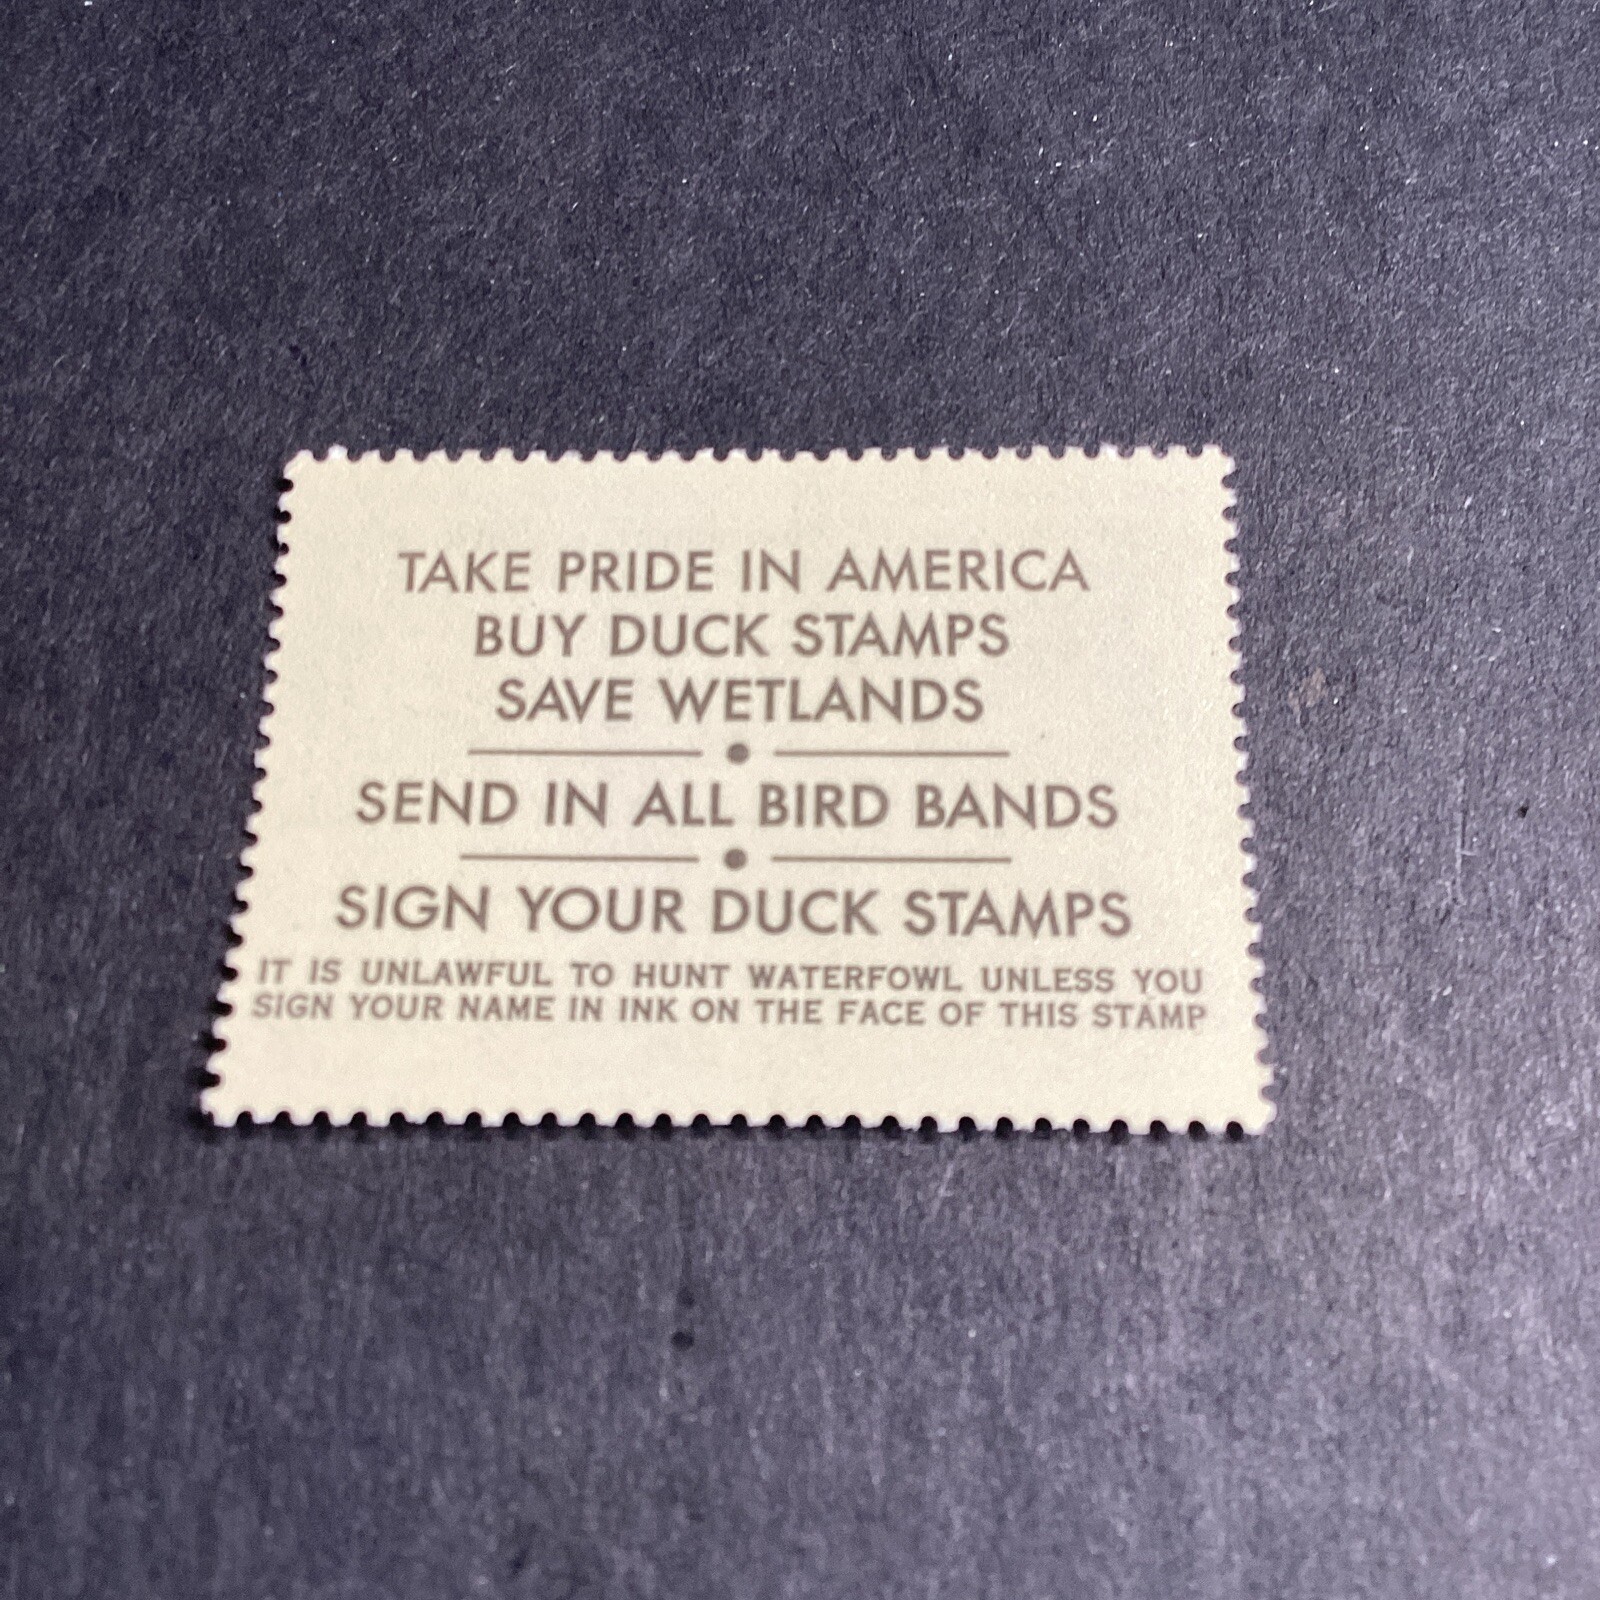 TAKE PRIDE IN AMERICA
BUY DUCK STAMPS
SAVE WETLANDS
SEND IN ALL BIRD BANDS
SIGN YOUR DUCK STAMPS
IT IS UNLAWFUL TO HUNT WATERFOWL UNLESS YOU
SIGN YOUR NAME IN INK ON THE FACE OF THIS STAMP